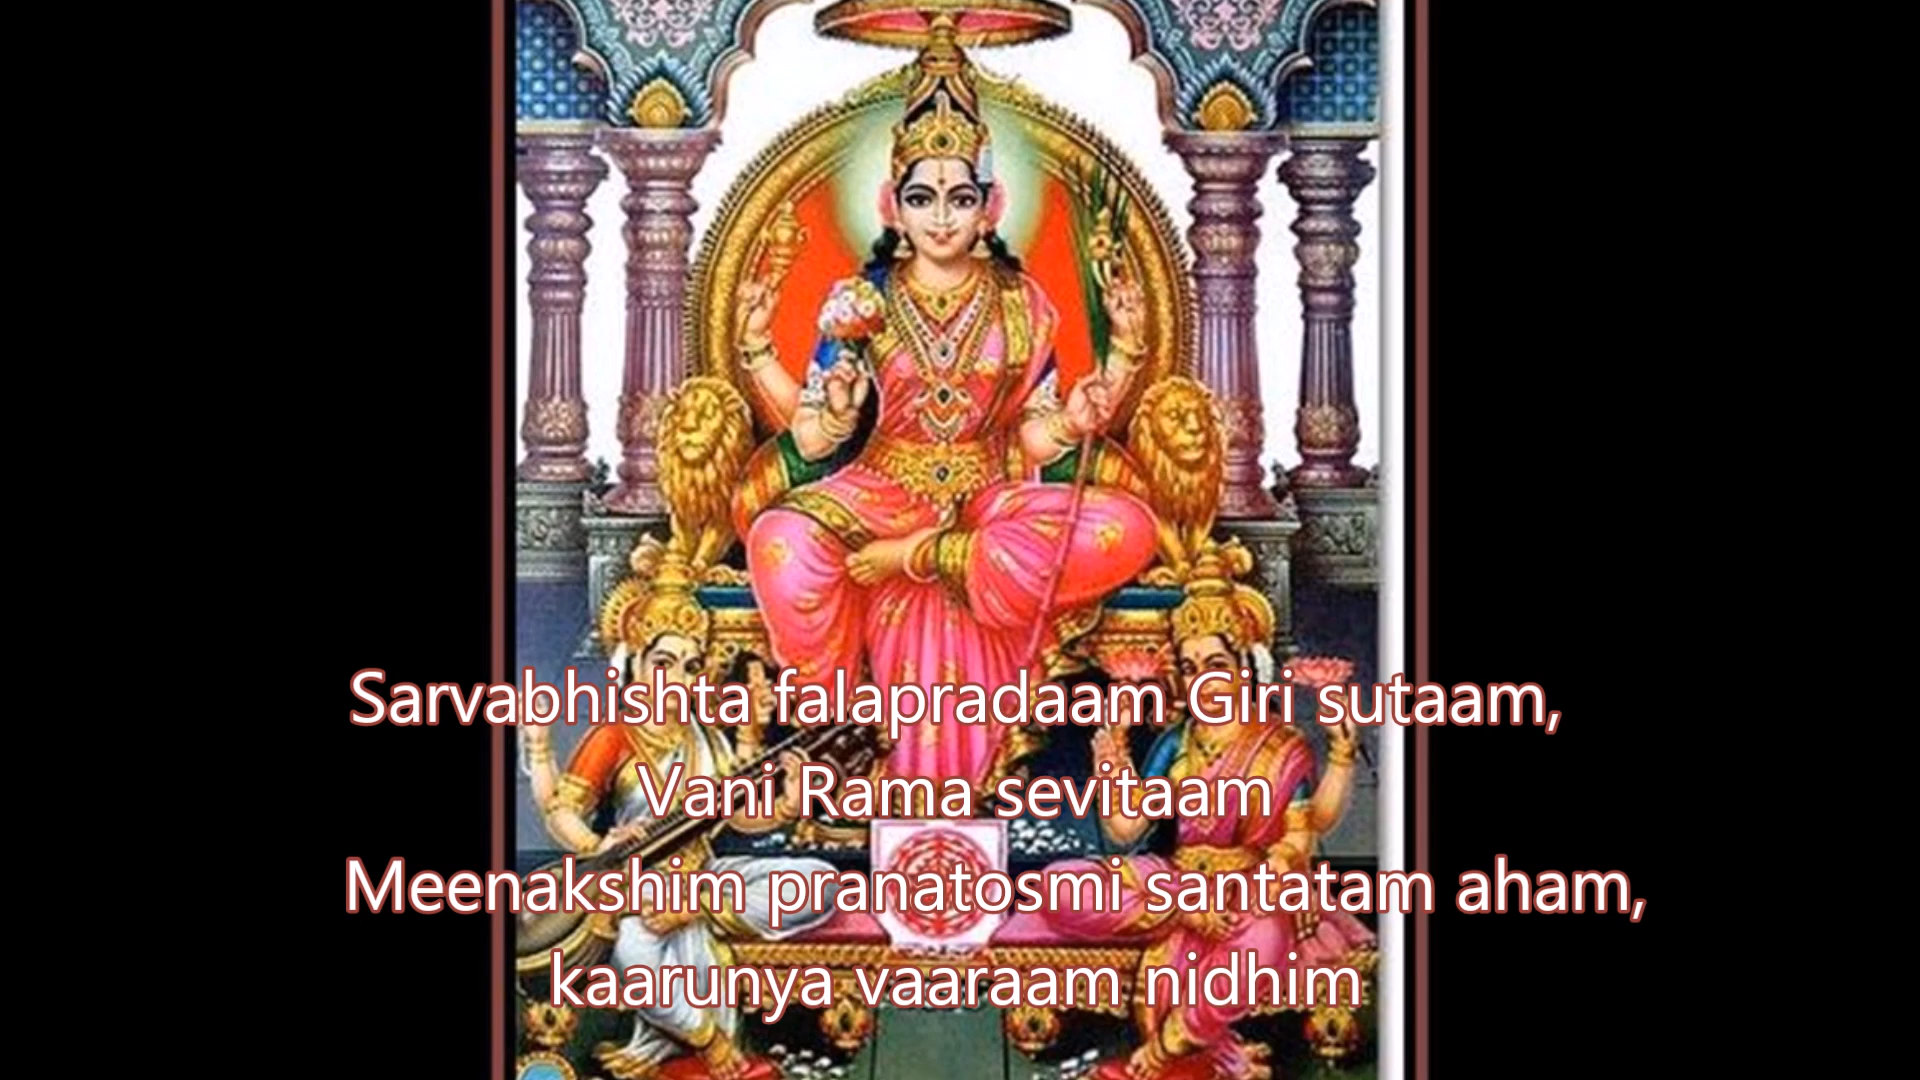 Sarvabhishta falapradaam Giri sutaam,
Vani Rama sevitaam
Meenakshim pranatosmi santatam aham,
kaarunya vaaraam nidhim